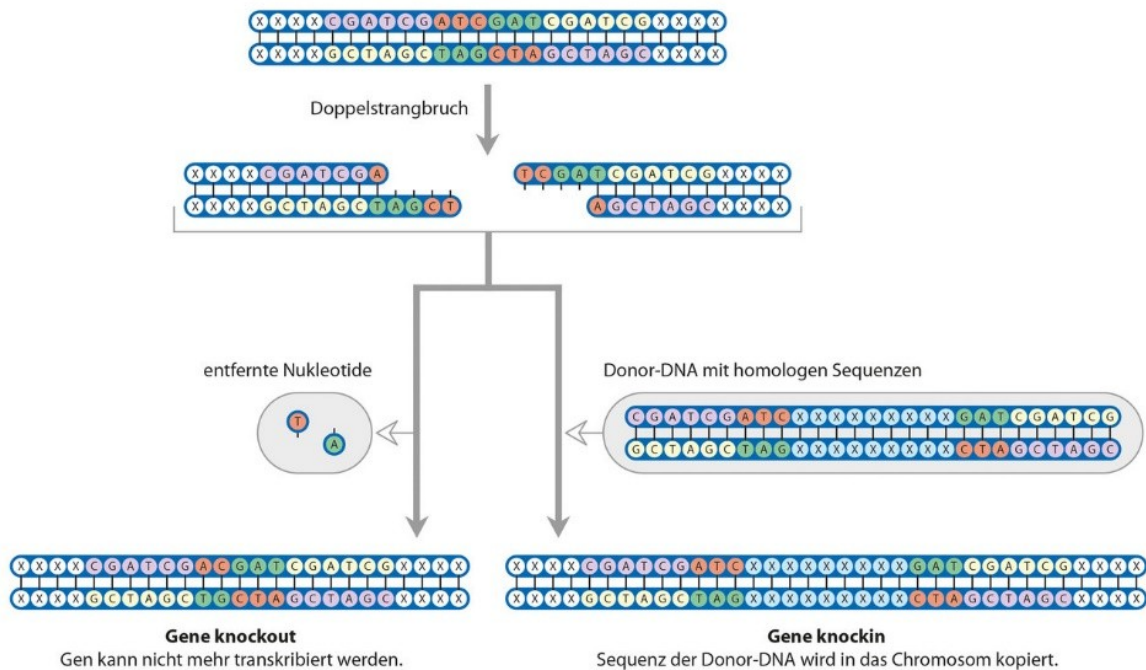 X X X X C G A T C G A T C G A T C G A T C G X X X X
X X X X G C T A G C T A G C T A G C T A G C X X X X
Doppelstrangbruch
X X X X C G A T C G A
T C G A T C G A T C G X X X X
X X X X G C T A G C T A G C T
A G C T A G C X X X X
entfernte Nukleotide
T
A
Donor-DNA mit homologen Sequenzen
C G A T C G A T C X X X X X X X X X G A T C G A T C G
G C T A G C T A G X X X X X X X X X C T A G C T A G C
X X X X C G A T C G A C G A T C G A T C G X X X X
X X X X G C T A G C T G C T A G C T A G C X X X X
Gene knockout
Gen kann nicht mehr transkribiert werden.
X X X X C G A T C G A T C X X X X X X X X X G A T C G A T C G X X X X
X X X X G C T A G C T A G X X X X X X X X X C T A G C T A G C X X X X
Gene knockin
Sequenz der Donor-DNA wird in das Chromosom kopiert.